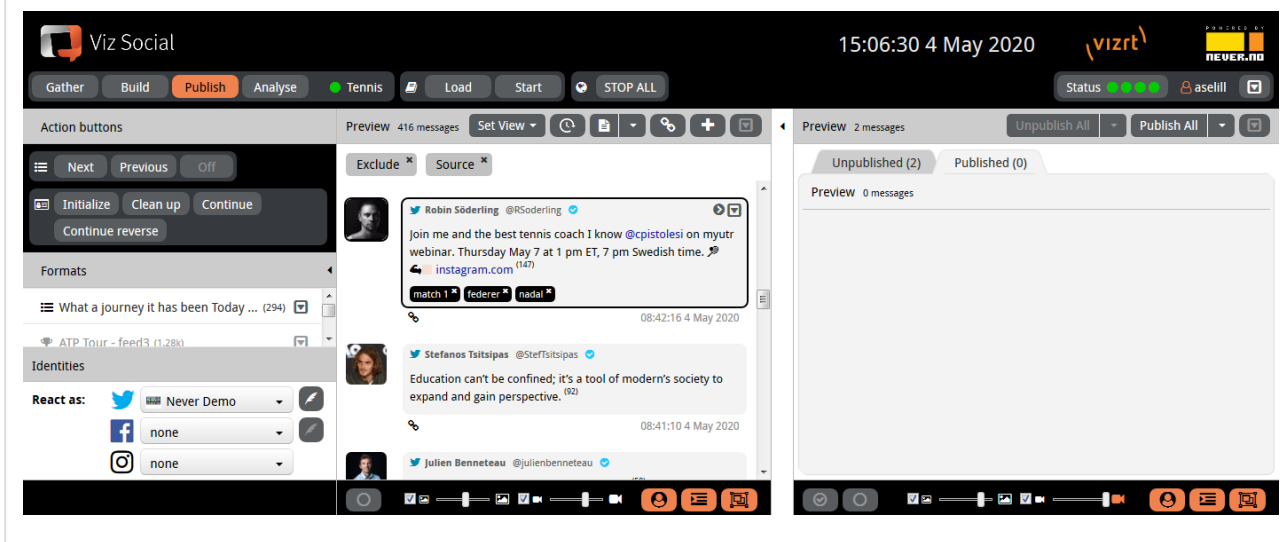 Viz Social
15:06:30 4 May 2020
vizrt
POWERED BY
NEVER.NO
Gather Build Publish Analyse Tennis Load Start STOP ALL
Status aselill
Action buttons
Next Previous Off
Initialize Clean up Continue
Continue reverse
Formats
What a journey it has been Today ... (294)
ATP Tour - feed3 (1,28k)
Identities
React as: Never Demo
none
none
Preview 416 messages Set View
Exclude × Source ×
Robin Söderling @RSoderling
Join me and the best tennis coach I know @cpistolesi on myutr
webinar. Thursday May 7 at 1 pm ET, 7 pm Swedish time.
instagram.com (147)
match 1 × federer × nadal ×
08:42:16 4 May 2020
Stefanos Tsitsipas @StefTsitsipas
Education can't be confined; it's a tool of modern's society to
expand and gain perspective. (92)
08:41:10 4 May 2020
Julien Benneteau @julienbenneteau
Preview 2 messages Unpublish All Publish All
Unpublished (2) Published (0)
Preview 0 messages